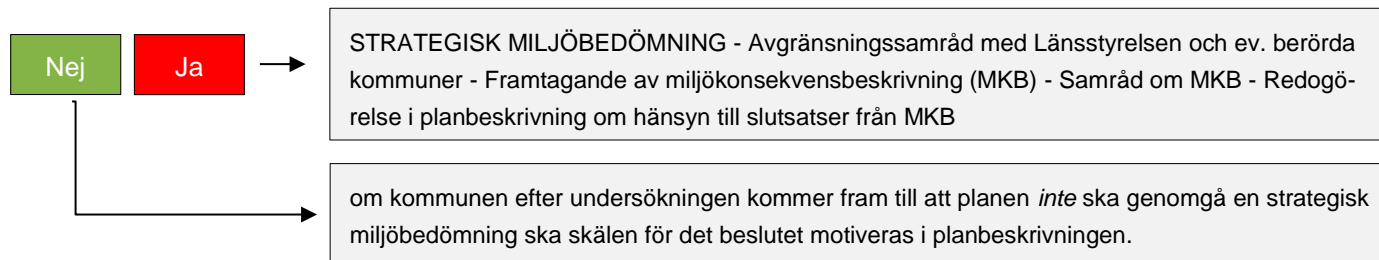 Nej
Ja
STRATEGISK MILJÖBEDÖMNING - Avgränsningssamråd med Länsstyrelsen och ev. berörda
kommuner - Framtagande av miljökonsekvensbeskrivning (MKB) - Samråd om MKB - Redogö-
relse i planbeskrivning om hänsyn till slutsatser från MKB
om kommunen efter undersökningen kommer fram till att planen inte ska genomgå en strategisk
miljöbedömning ska skälen för det beslutet motiveras i planbeskrivningen.